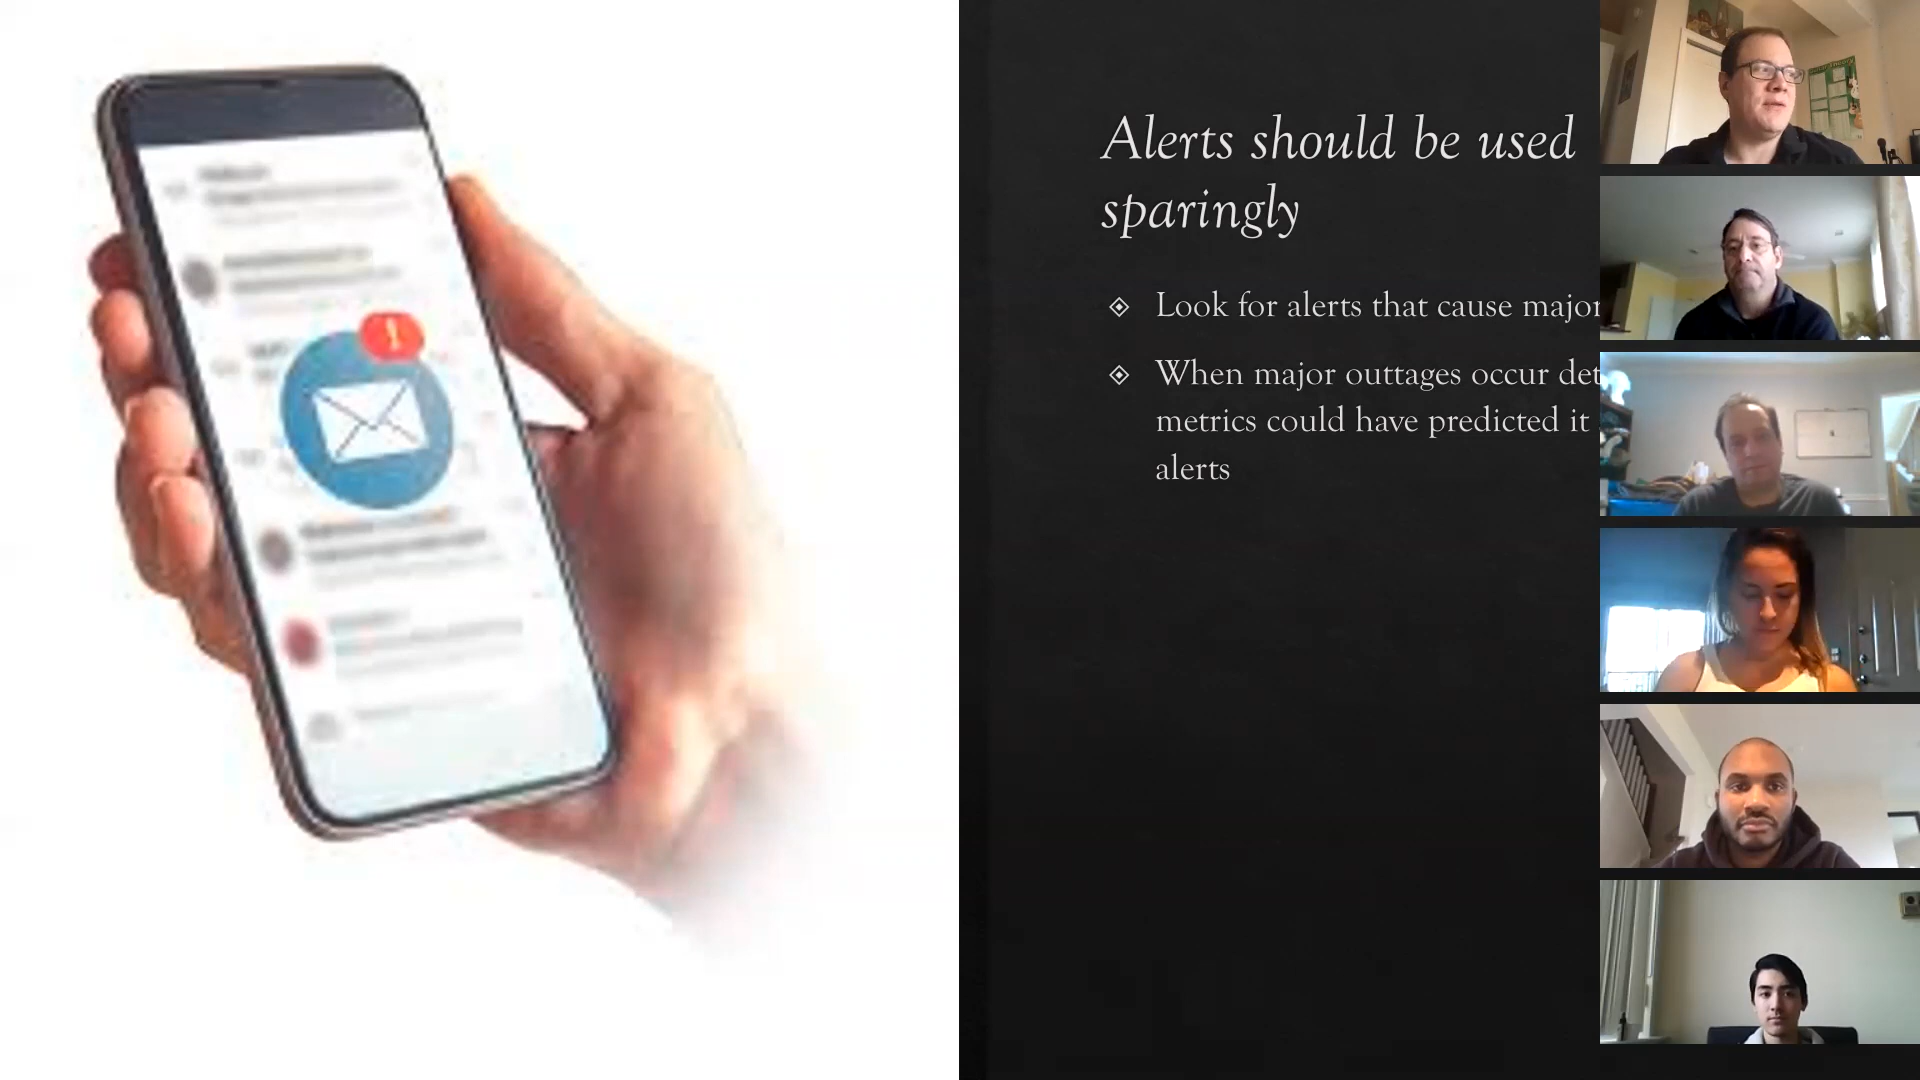 Alerts should be used
sparingly
Look for alerts that cause major
When major outtages occur det
metrics could have predicted it
alerts